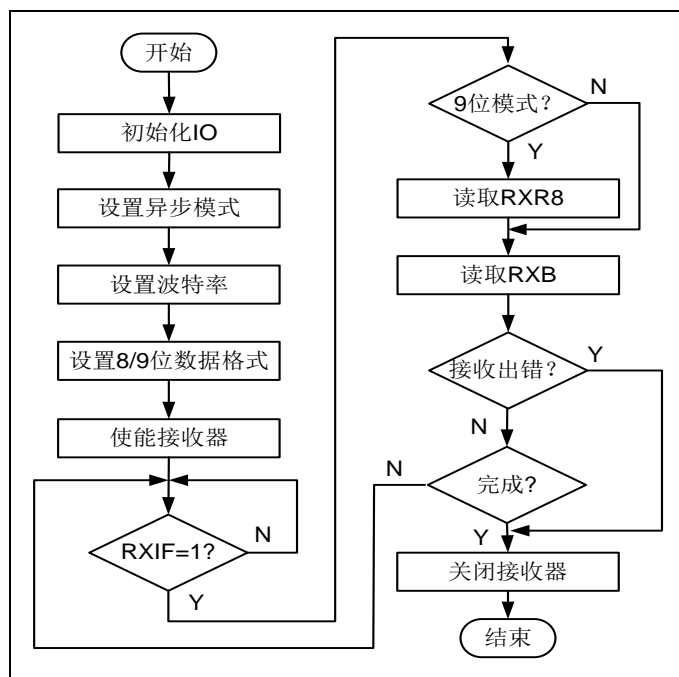 开始
初始化IO
设置异步模式
设置波特率
设置8/9位数据格式
使能接收器
RXIF=1?
N
Y
9位模式?
N
Y
读取RXR8
读取RXB
接收出错?
Y
N
完成?
N
Y
关闭接收器
结束